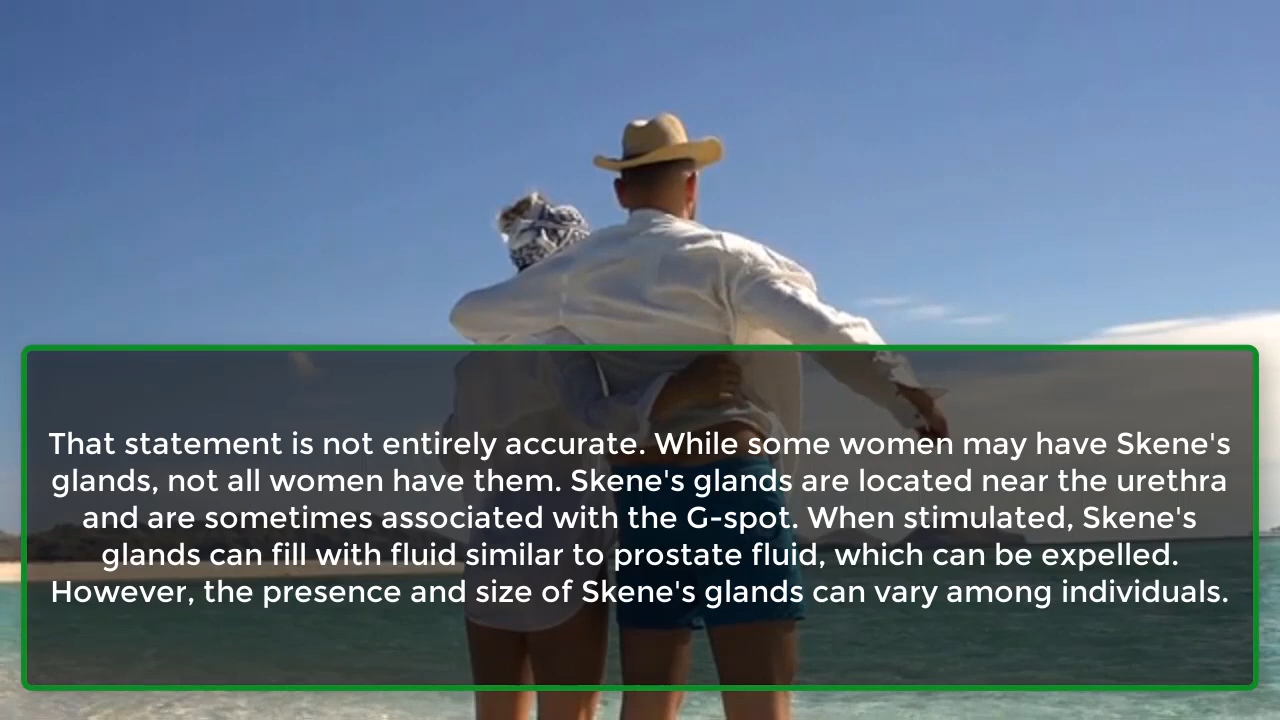 That statement is not entirely accurate. While some women may have Skene's
glands, not all women have them. Skene's glands are located near the urethra
and are sometimes associated with the G-spot. When stimulated, Skene's
glands can fill with fluid similar to prostate fluid, which can be expelled.
However, the presence and size of Skene's glands can vary among individuals.